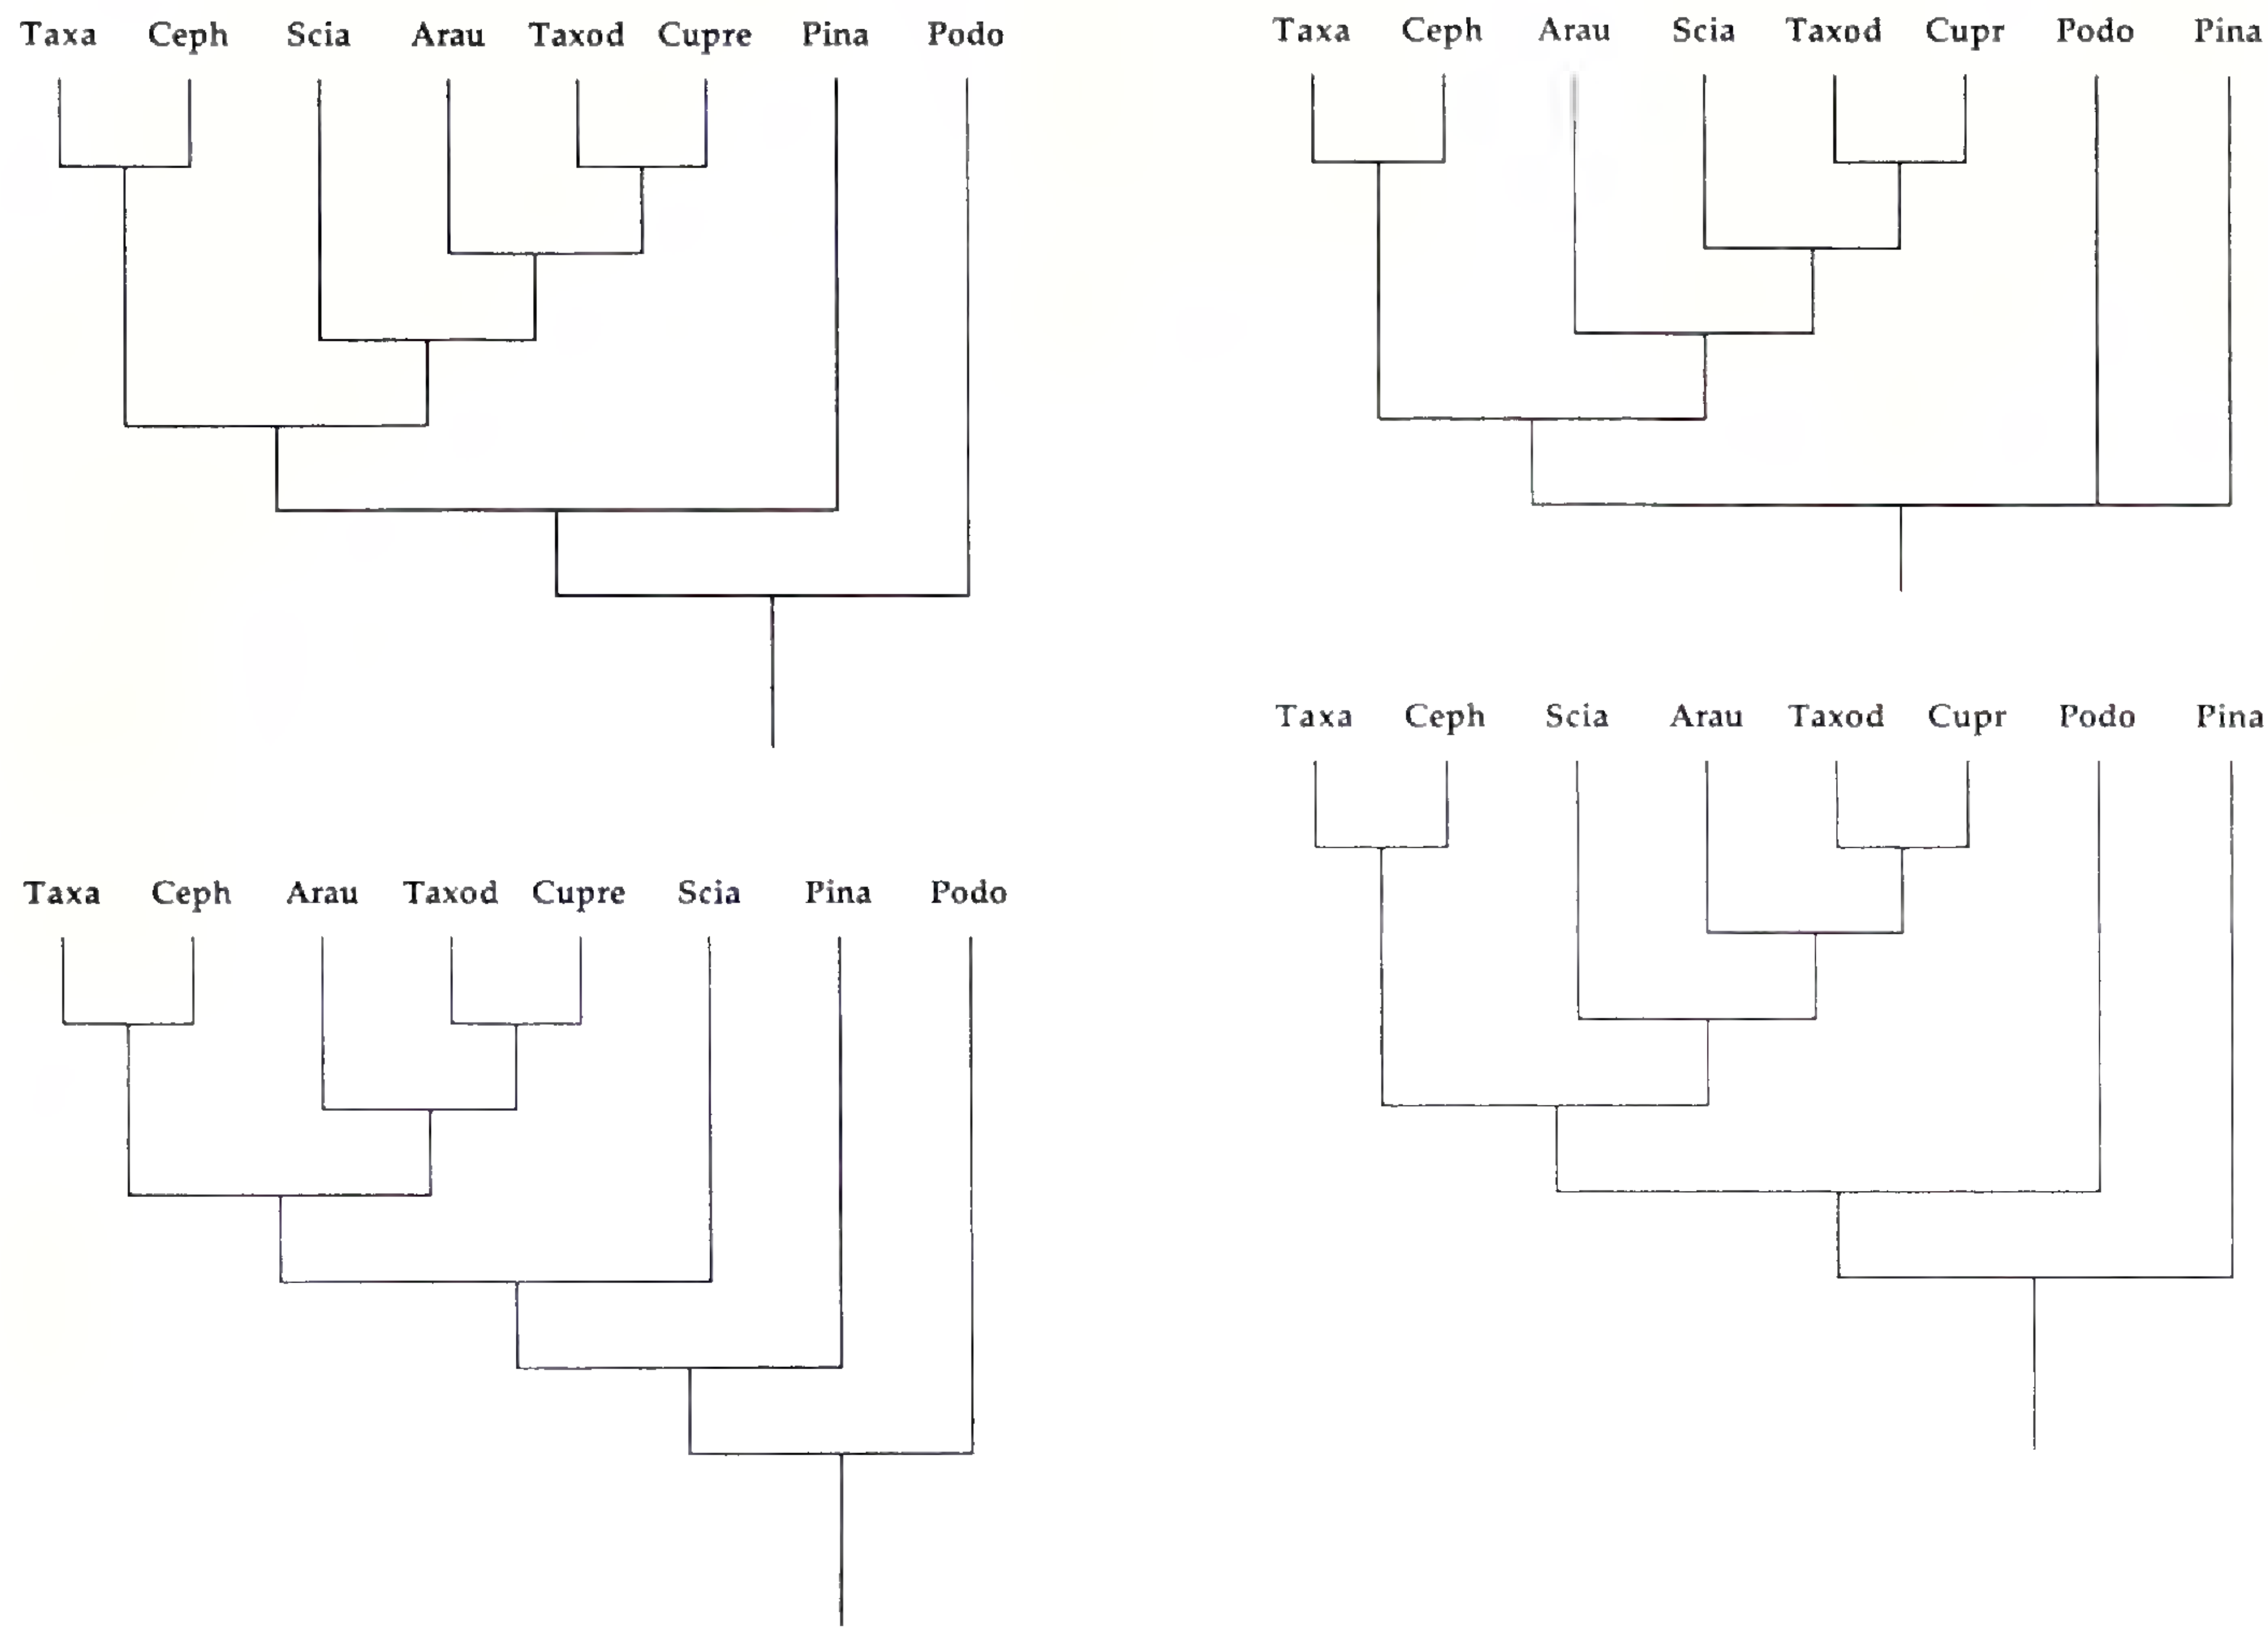 Taxa Ceph Scia Arau Taxod Cupre Pina Podo
Taxa Ceph Arau Scia Taxod Cupr Podo Pina
Taxa Ceph Scia Arau Taxod Cupr Podo Pina
Taxa Ceph Arau Taxod Cupre Scia Pina Podo